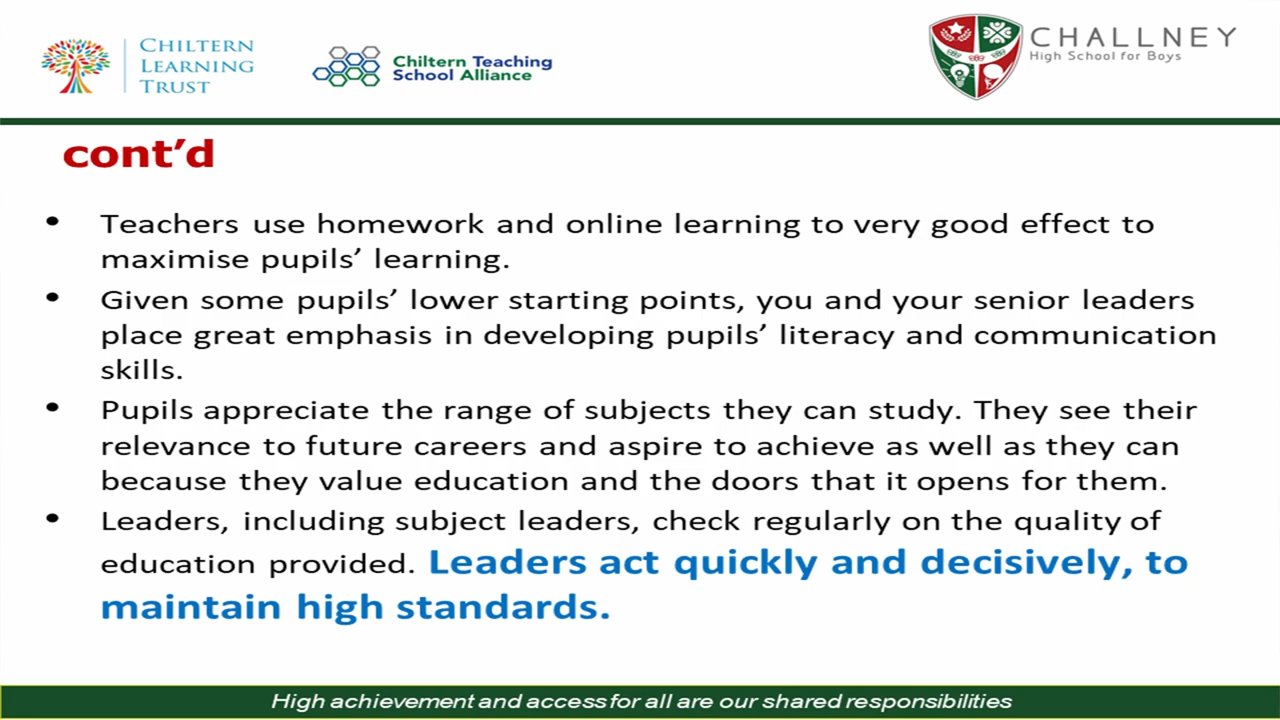 CHILTERN
LEARNING
TRUST
Chiltern Teaching
School Alliance
CHALLNEY
High School for Boys
cont’d
• Teachers use homework and online learning to very good effect to
maximise pupils’ learning.
• Given some pupils’ lower starting points, you and your senior leaders
place great emphasis in developing pupils’ literacy and communication
skills.
• Pupils appreciate the range of subjects they can study. They see their
relevance to future careers and aspire to achieve as well as they can
because they value education and the doors that it opens for them.
• Leaders, including subject leaders, check regularly on the quality of
education provided. Leaders act quickly and decisively, to
maintain high standards.
High achievement and access for all are our shared responsibilities